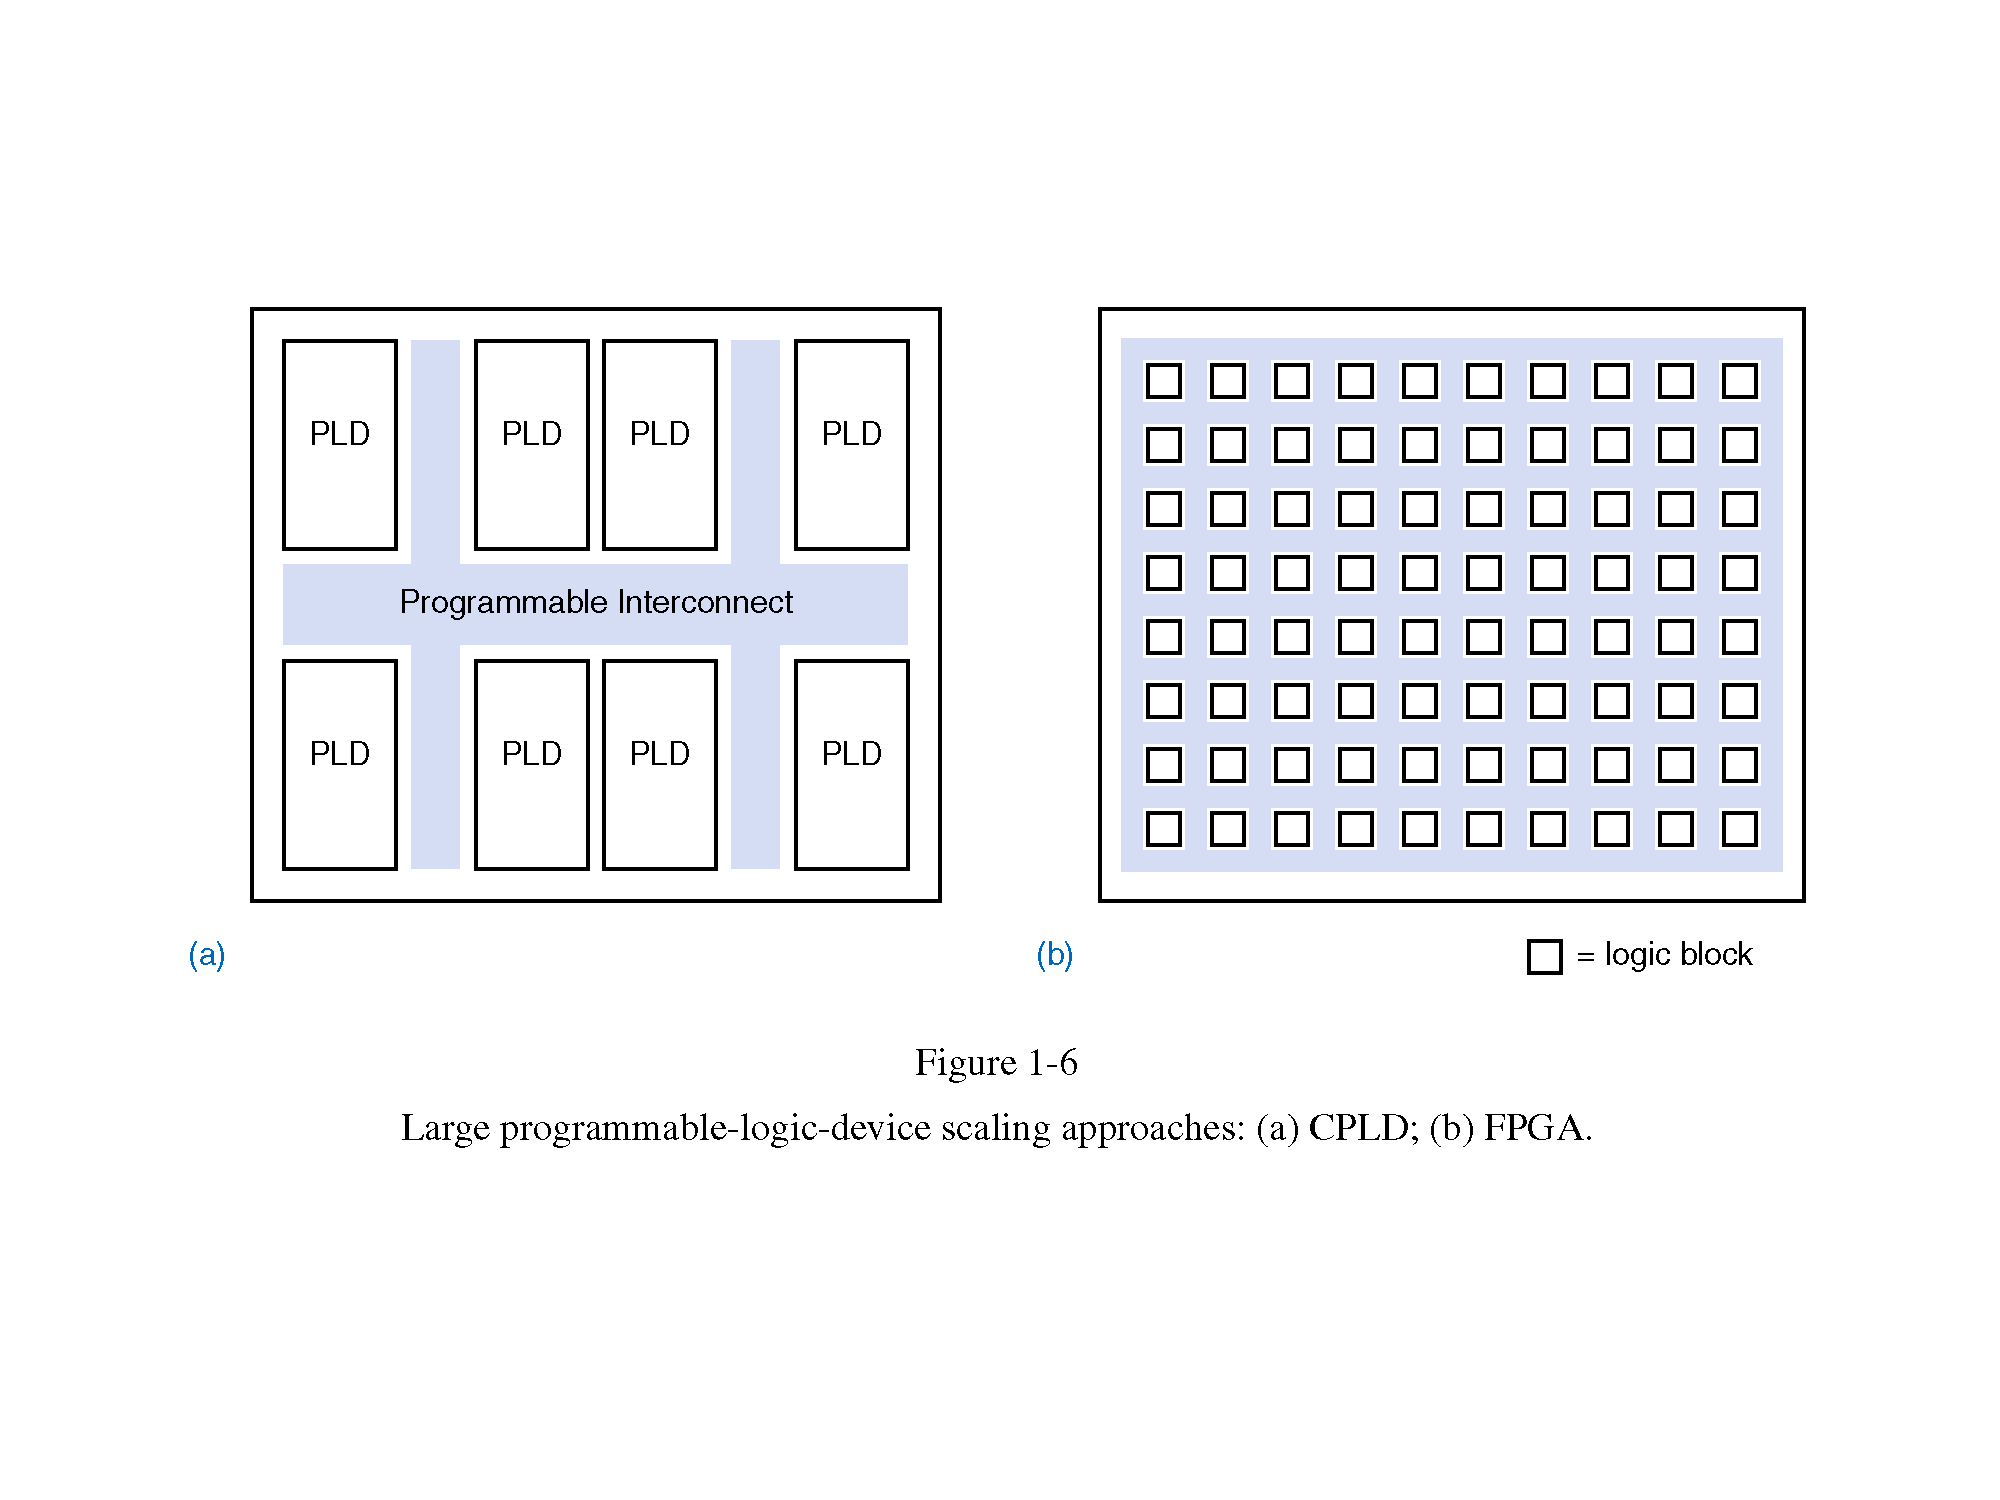 PLD PLD PLD PLD
Programmable Interconnect
PLD PLD PLD PLD
(a)
(b)
= logic block
Figure 1-6
Large programmable-logic-device scaling approaches: (a) CPLD; (b) FPGA.